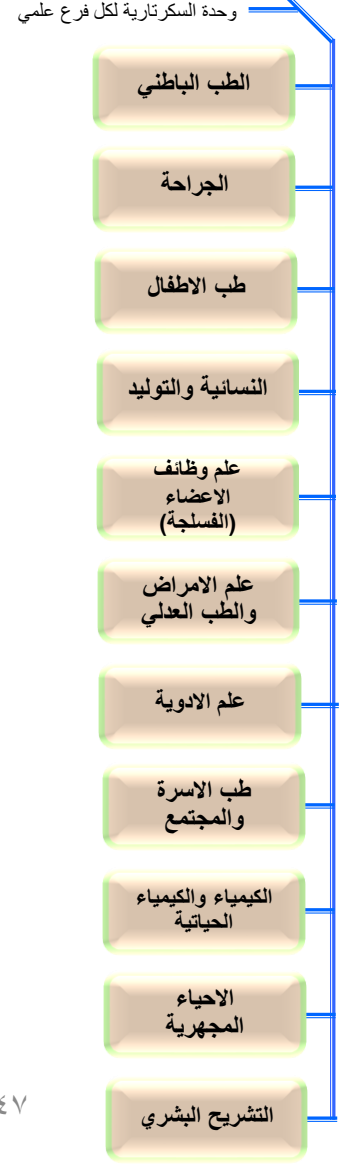 وحدة السكرتارية لكل فرع علمي
الطب الباطني
الجراحة
طب الاطفال
النسائية والتوليد
علم وظائف
الاعضاء
(الفسلجة)
علم الامراض
والطب العدلي
علم الادوية
طب الاسرة
والمجتمع
الكيمياء والكيمياء
الحياتية
الاحياء
المجهرية
التشريح البشري
٤٧